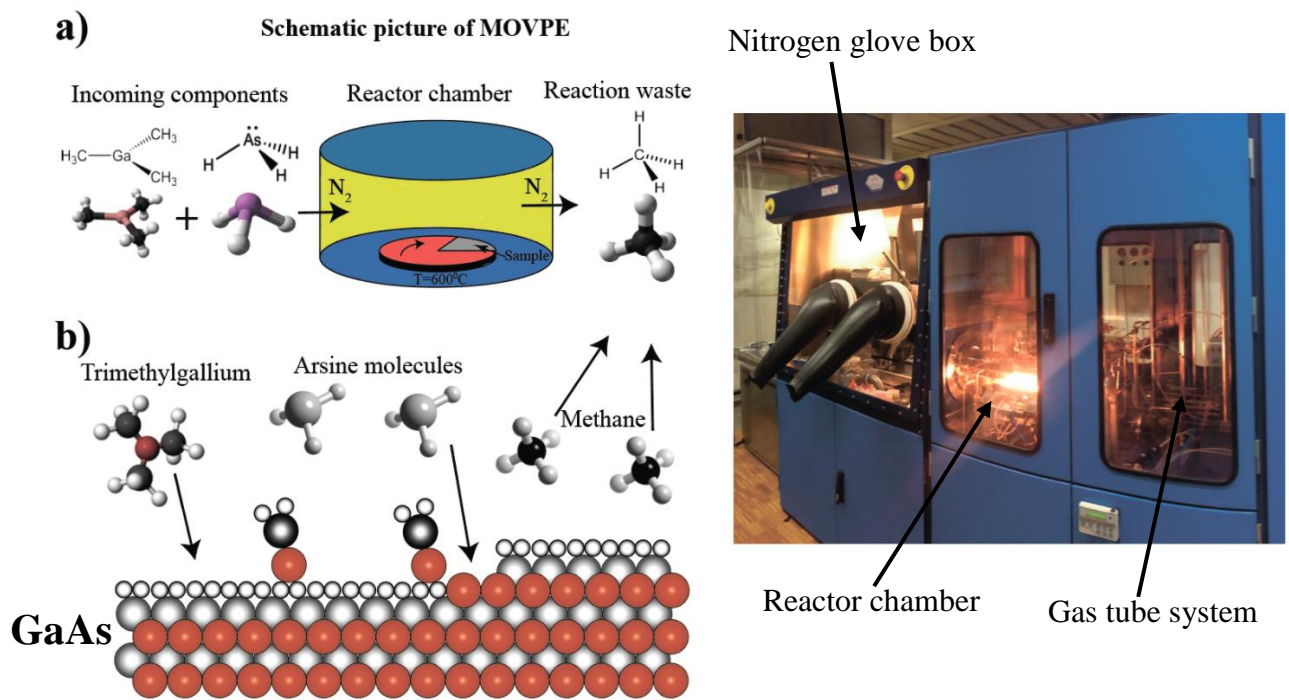 a)
Schematic picture of MOVPE
Incoming components
Reactor chamber
Reaction waste
H₃C
Ga
CH₃
CH₃
As
H
H
H
H
C
H
H
H
+
N₂
N₂
Sample
T=600⁰C
b)
Trimethylgallium
Arsine molecules
Methane
GaAs
Nitrogen glove box
Reactor chamber
Gas tube system